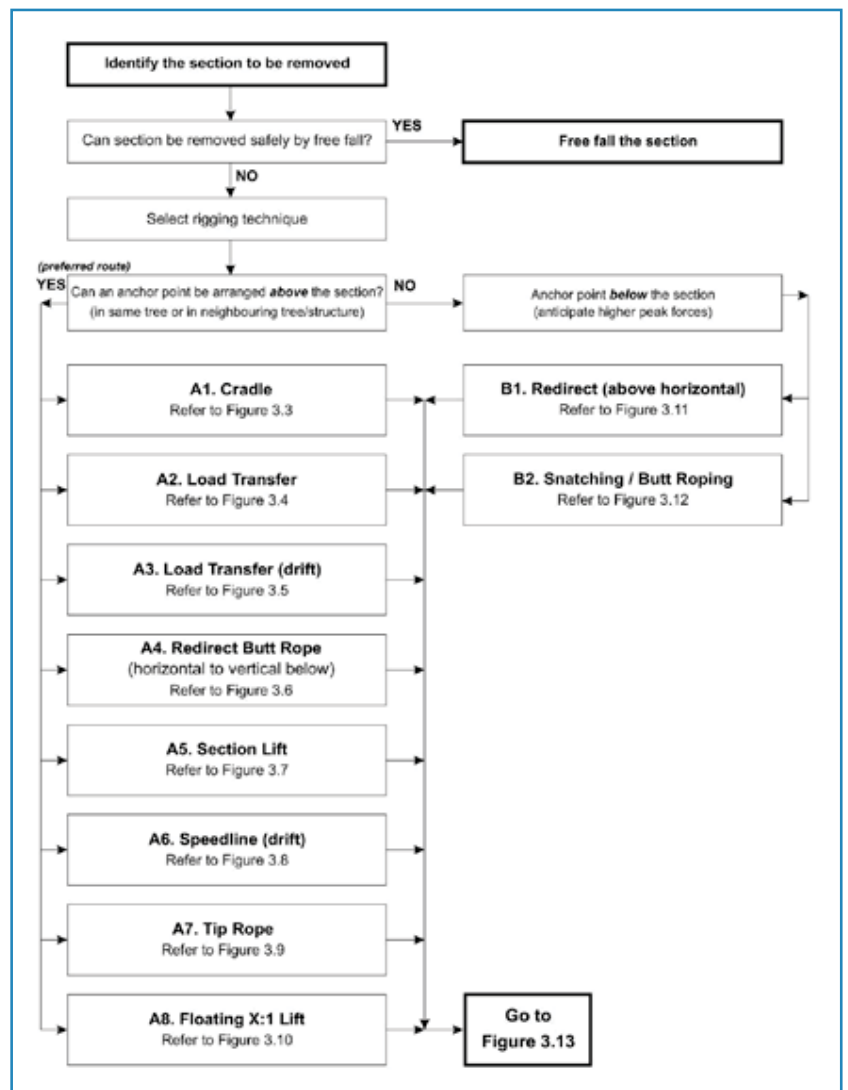 Identify the section to be removed
Can section be removed safely by free fall?
YES
Free fall the section
NO
Select rigging technique
(preferred route)
YES
Can an anchor point be arranged above the section?
(in same tree or in neighbouring tree/structure)
NO
Anchor point below the section
(anticipate higher peak forces)
A1. Cradle
Refer to Figure 3.3
B1. Redirect (above horizontal)
Refer to Figure 3.11
A2. Load Transfer
Refer to Figure 3.4
B2. Snatching / Butt Roping
Refer to Figure 3.12
A3. Load Transfer (drift)
Refer to Figure 3.5
A4. Redirect Butt Rope
(horizontal to vertical below)
Refer to Figure 3.6
A5. Section Lift
Refer to Figure 3.7
A6. Speedline (drift)
Refer to Figure 3.8
A7. Tip Rope
Refer to Figure 3.9
A8. Floating X:1 Lift
Refer to Figure 3.10
Go to
Figure 3.13